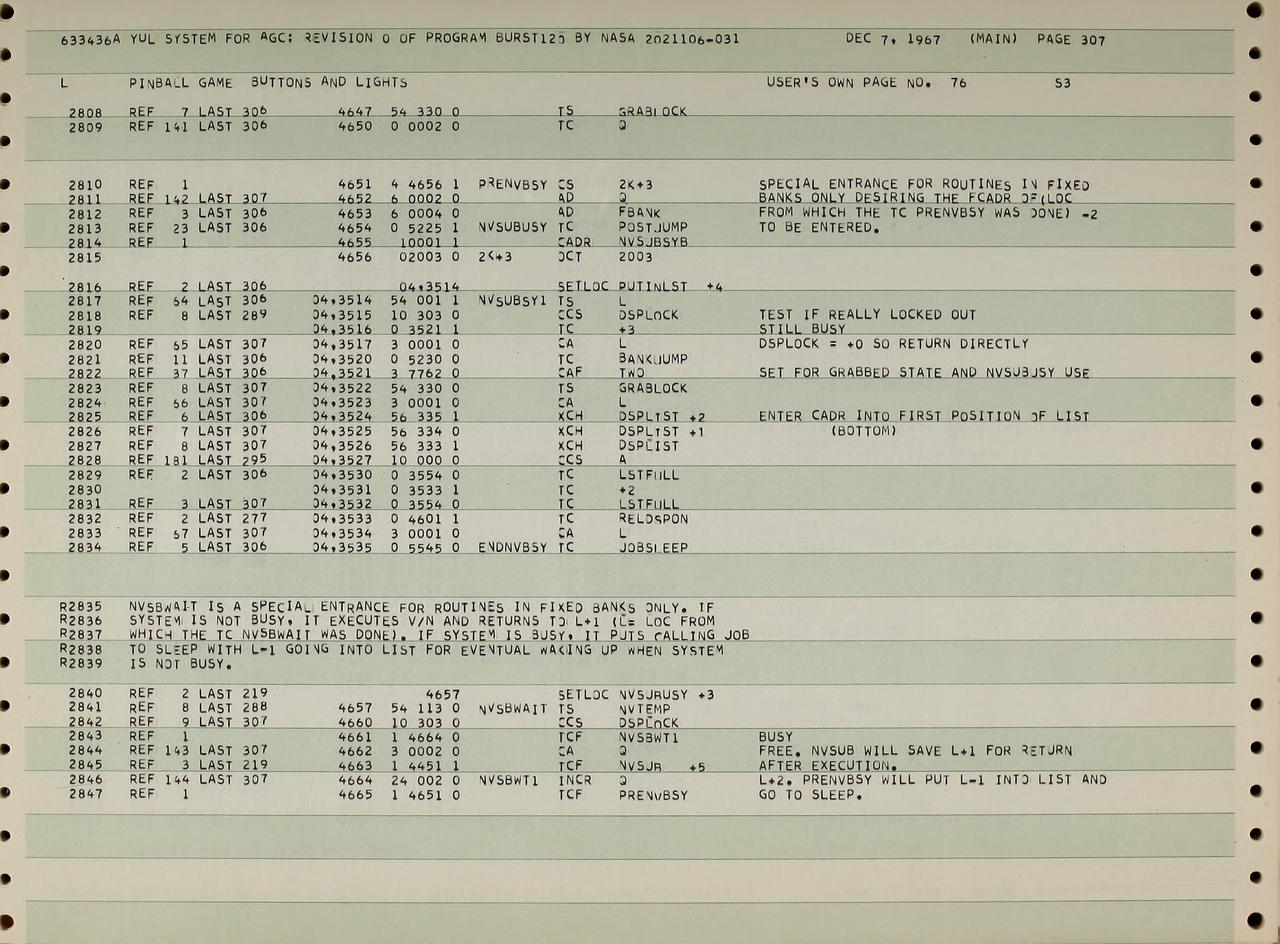 633436A YUL SYSTEM FOR AGC: REVISION 0 OF PROGRAM BURST120 BY NASA 2021106-031 DEC 7, 1967 (MAIN) PAGE 307
L PINBALL GAME BUTTONS AND LIGHTS USER'S OWN PAGE NO. 76 S3
2808 REF 7 LAST 306 4647 54 330 0 TS GRABLOCK
2809 REF 141 LAST 306 4650 0 0002 0 TC Q
2810 REF 1 4651 4 4656 1 PRENVBSY CS 2K+3 SPECIAL ENTRANCE FOR ROUTINES IN FIXED
2811 REF 142 LAST 307 4652 6 0002 0 AD Q BANKS ONLY DESIRING THE FCADR OF(LOC
2812 REF 3 LAST 306 4653 6 0004 0 AD FBANK FROM WHICH THE TC PRENVBSY WAS DONE) -2
2813 REF 23 LAST 306 4654 0 5225 1 NVSUBUSY TC POSTJUMP TO BE ENTERED.
2814 REF 1 4655 10001 1 CADR NVSUBSYB
2815 4656 02003 0 2K+3 OCT 2003
2816 REF 2 LAST 306 04,3514 SETLOC PUTINLST +4
2817 REF 64 LAST 306 04,3514 54 001 1 NVSUBSY1 TS L
2818 REF 8 LAST 289 04,3515 10 303 0 CCS DSPLOCK TEST IF REALLY LOCKED OUT
2819 04,3516 0 3521 1 TC +3 STILL BUSY
2820 REF 65 LAST 307 04,3517 3 0001 0 CA L DSPLOCK = +0 SO RETURN DIRECTLY
2821 REF 11 LAST 306 04,3520 0 5230 0 TC BANKJUMP
2822 REF 37 LAST 306 04,3521 3 7762 0 CAF TWO SET FOR GRABBED STATE AND NVSUBUSY USE
2823 REF 8 LAST 307 04,3522 54 330 0 TS GRABLOCK
2824 REF 66 LAST 307 04,3523 3 0001 0 CA L
2825 REF 6 LAST 306 04,3524 56 335 1 XCH DSPLIST +2 ENTER CADR INTO FIRST POSITION OF LIST
2826 REF 7 LAST 307 04,3525 56 334 0 XCH DSPLIST +1 (BOTTOM)
2827 REF 8 LAST 307 04,3526 56 333 1 XCH DSPLIST
2828 REF 181 LAST 295 04,3527 10 000 0 CCS A
2829 REF 2 LAST 306 04,3530 0 3554 0 TC LSTFULL
2830 04,3531 0 3533 1 TC +2
2831 REF 3 LAST 307 04,3532 0 3554 0 TC LSTFULL
2832 REF 2 LAST 277 04,3533 0 4601 1 TC RELDSPON
2833 REF 67 LAST 307 04,3534 3 0001 0 CA L
2834 REF 5 LAST 306 04,3535 0 5545 0 ENDNVBSY TC JOBSLEEP
R2835 NVSBWAIT IS A SPECIAL ENTRANCE FOR ROUTINES IN FIXED BANKS ONLY. IF
R2836 SYSTEM IS NOT BUSY, IT EXECUTES V/N AND RETURNS TO L+1 (L= LOC FROM
R2837 WHICH THE TC NVSBWAIT WAS DONE). IF SYSTEM IS BUSY, IT PUTS CALLING JOB
R2838 TO SLEEP WITH L-1 GOING INTO LIST FOR EVENTUAL WAKING UP WHEN SYSTEM
R2839 IS NOT BUSY.
2840 REF 2 LAST 219 4657 SETLOC NVSUBUSY +3
2841 REF 8 LAST 288 4657 54 113 0 NVSBWAIT TS NVTEMP
2842 REF 9 LAST 307 4660 10 303 0 CCS DSPLOCK
2843 REF 1 4661 1 4664 0 TCF NVSBWT1 BUSY
2844 REF 143 LAST 307 4662 3 0002 0 CA Q FREE. NVSUB WILL SAVE L+1 FOR RETURN
2845 REF 3 LAST 219 4663 1 4451 1 TCF NVSUB +5 AFTER EXECUTION.
2846 REF 144 LAST 307 4664 24 002 0 NVSBWT1 INCR Q L+2. PRENVBSY WILL PUT L-1 INTO LIST AND
2847 REF 1 4665 1 4651 0 TCF PRENVBSY GO TO SLEEP.